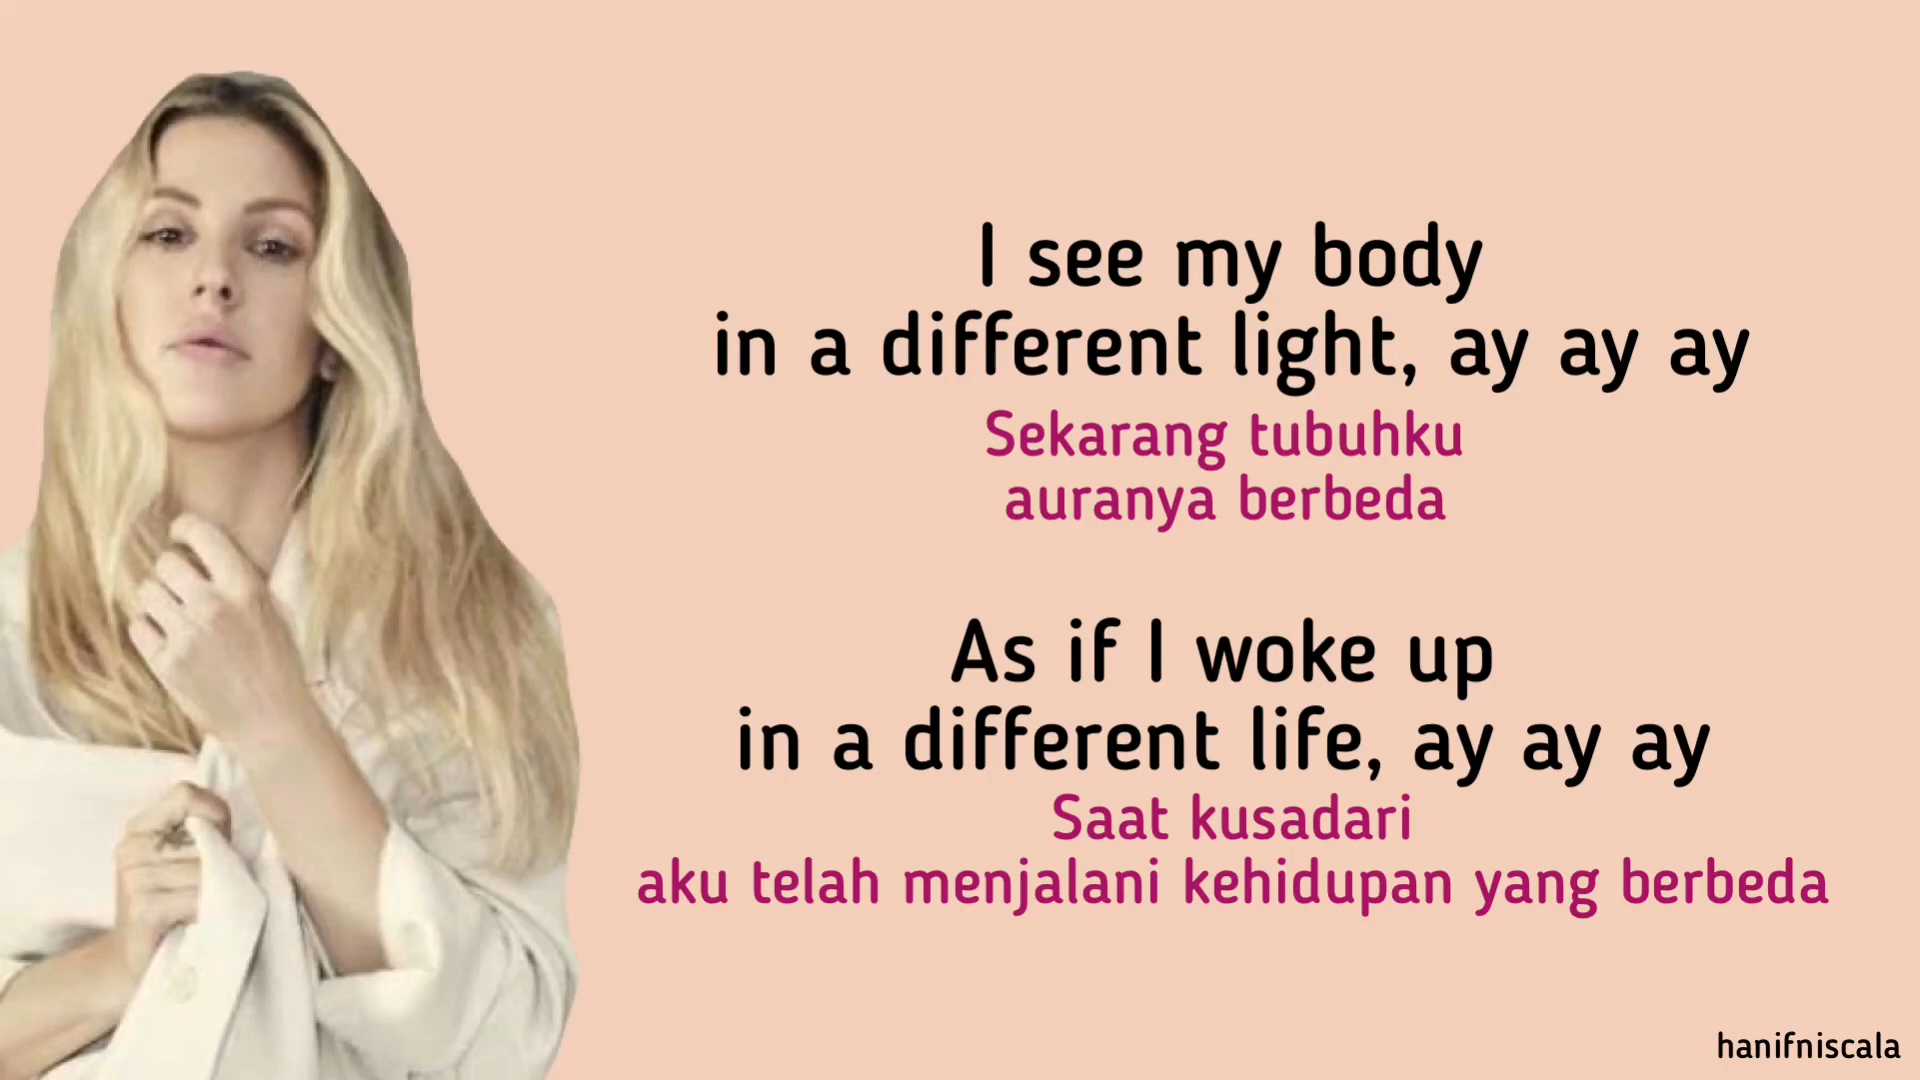 I see my body
in a different light, ay ay ay
Sekarang tubuhku
auranya berbeda
As if I woke up
in a different life, ay ay ay
Saat kusadari
aku telah menjalani kehidupan yang berbeda
hanifniscala